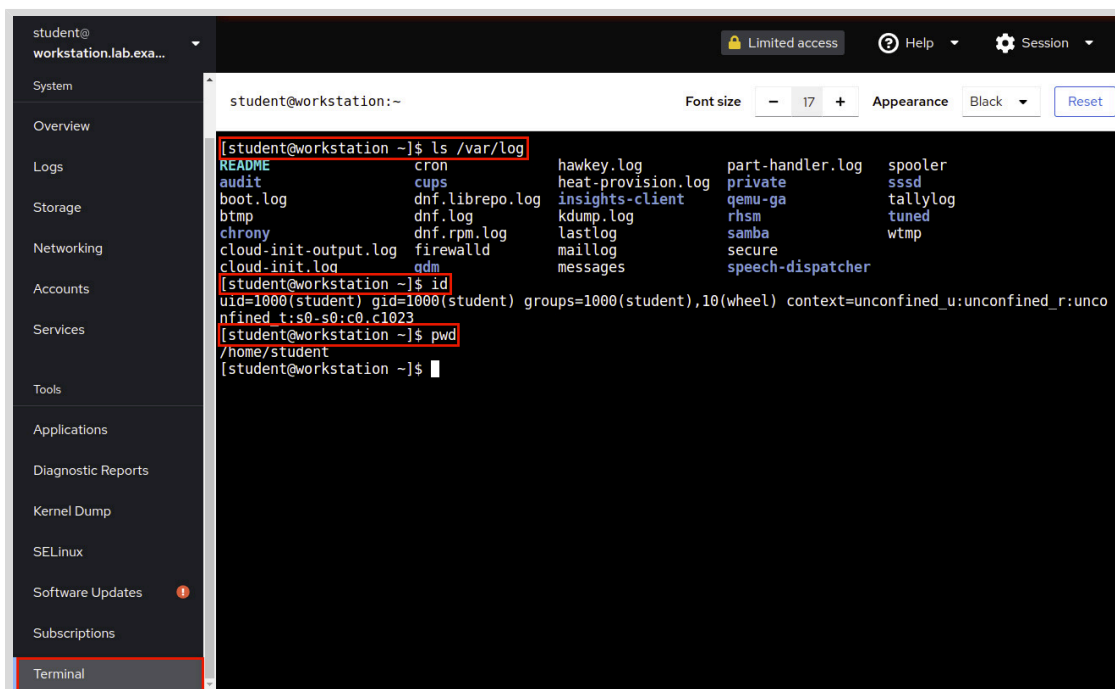 student@
workstation.lab.exa...
Limited access
Help
Session
System
Overview
Logs
Storage
Networking
Accounts
Services
Tools
Applications
Diagnostic Reports
Kernel Dump
SELinux
Software Updates
Subscriptions
Terminal
student@workstation:~
Font size - 17 + Appearance Black Reset
[student@workstation ~]$ ls /var/log
README cron hawkey.log part-handler.log spooler
audit cups heat-provision.log private sssd
boot.log dnf.librepo.log insights-client qemu-ga tallylog
btmp dnf.log kdump.log rhsm tuned
chrony dnf.rpm.log lastlog samba wtmp
cloud-init-output.log firewalld maillog secure
cloud-init.log gdm messages speech-dispatcher
[student@workstation ~]$ id
uid=1000(student) gid=1000(student) groups=1000(student),10(wheel) context=unconfined_u:unconfined_r:unco
nfined_t:s0-s0:c0.c1023
[student@workstation ~]$ pwd
/home/student
[student@workstation ~]$